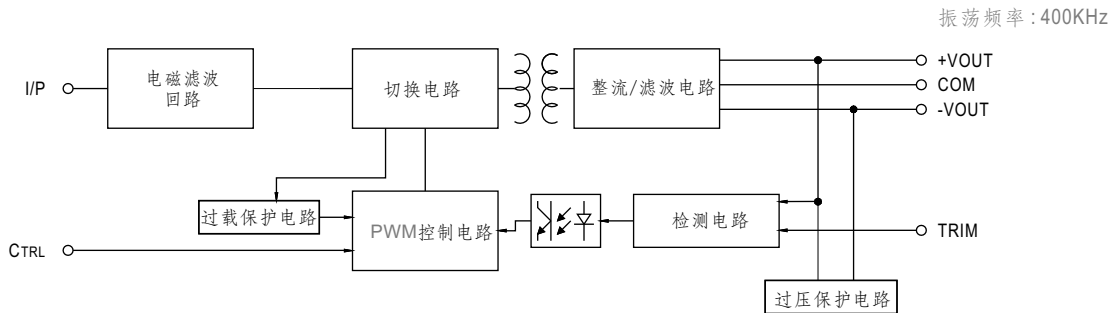 振荡频率:400KHz
I/P
电磁滤波
回路
切换电路
整流/滤波电路
+VOUT
COM
-VOUT
过载保护电路
PWM控制电路
检测电路
TRIM
CTRL
过压保护电路